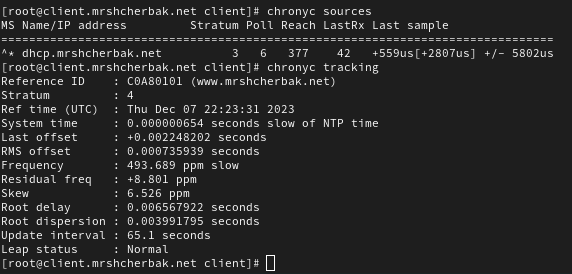 [root@client.mrshcherbak.net client]# chronyc sources
MS Name/IP address         Stratum Poll Reach LastRx Last sample
===============================================================================
^* dhcp.mrshcherbak.net          3   6   377    42   +559us[+2807us] +/- 5802us
[root@client.mrshcherbak.net client]# chronyc tracking
Reference ID    : C0A80101 (www.mrshcherbak.net)
Stratum         : 4
Ref time (UTC)  : Thu Dec 07 22:23:31 2023
System time     : 0.000000654 seconds slow of NTP time
Last offset     : +0.002248202 seconds
RMS offset      : 0.000735939 seconds
Frequency       : 493.689 ppm slow
Residual freq   : +8.801 ppm
Skew            : 6.526 ppm
Root delay      : 0.006567922 seconds
Root dispersion : 0.003991795 seconds
Update interval : 65.1 seconds
Leap status     : Normal
[root@client.mrshcherbak.net client]#